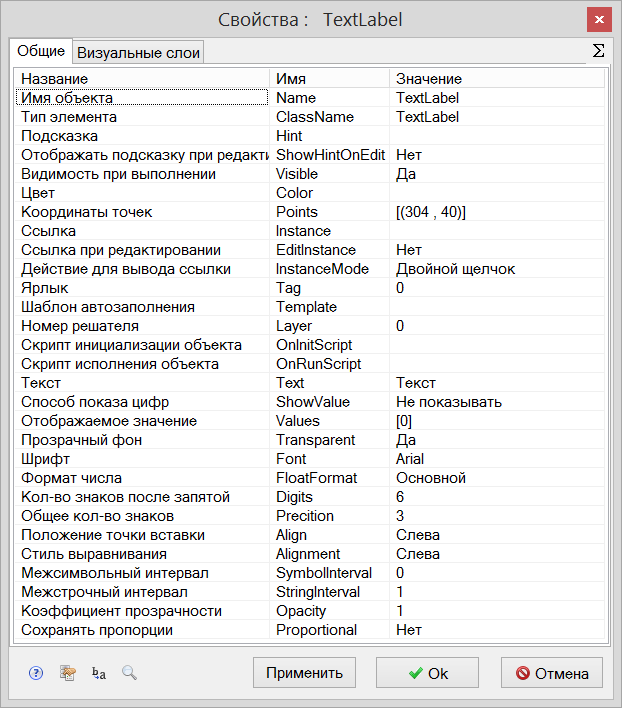 Свойства : TextLabel
Общие Визуальные слои Σ
Название Имя Значение
Имя объекта Name TextLabel
Тип элемента ClassName TextLabel
Подсказка Hint
Отображать подсказку при редакти ShowHintOnEdit Нет
Видимость при выполнении Visible Да
Цвет Color
Координаты точек Points [(304 , 40)]
Ссылка Instance
Ссылка при редактировании EditInstance Нет
Действие для вывода ссылки InstanceMode Двойной щелчок
Ярлык Tag 0
Шаблон автозаполнения Template
Номер решателя Layer 0
Скрипт инициализации объекта OnInitScript
Скрипт исполнения объекта OnRunScript
Текст Text Текст
Способ показа цифр ShowValue Не показывать
Отображаемое значение Values [0]
Прозрачный фон Transparent Да
Шрифт Font Arial
Формат числа FloatFormat Основной
Кол-во знаков после запятой Digits 6
Общее кол-во знаков Precition 3
Положение точки вставки Align Слева
Стиль выравнивания Alignment Слева
Межсимвольный интервал SymbolInterval 0
Межстрочный интервал StringInterval 1
Коэффициент прозрачности Opacity 1
Сохранять пропорции Proportional Нет
? ba Применить Ok Отмена